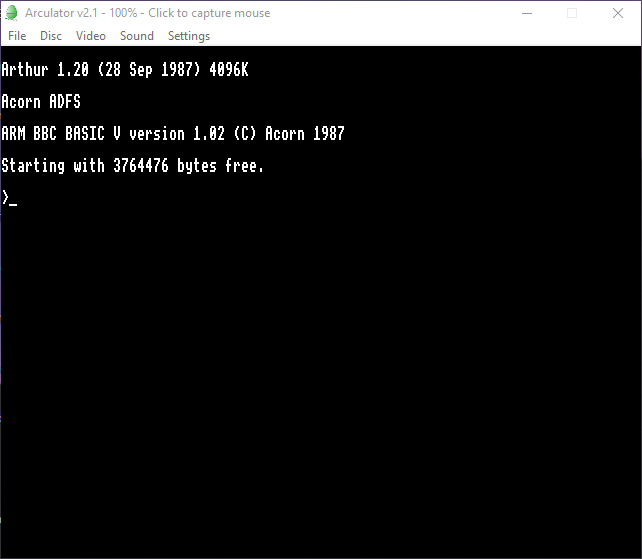 Arculator v2.1 - 100% - Click to capture mouse
File Disc Video Sound Settings
Arthur 1.20 (28 Sep 1987) 4096K
Acorn ADFS
ARM BBC BASIC V version 1.02 (C) Acorn 1987
Starting with 3764476 bytes free.
>_